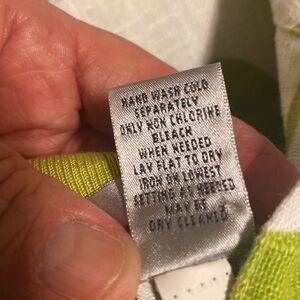 HAND WASH COLD
SEPARATELY
ONLY NON CHLORINE
BLEACH
WHEN NEEDED
LAY FLAT TO DRY
IRON ON LOWEST
SETTING AS NEEDED
MAY BE
DRY CLEANED